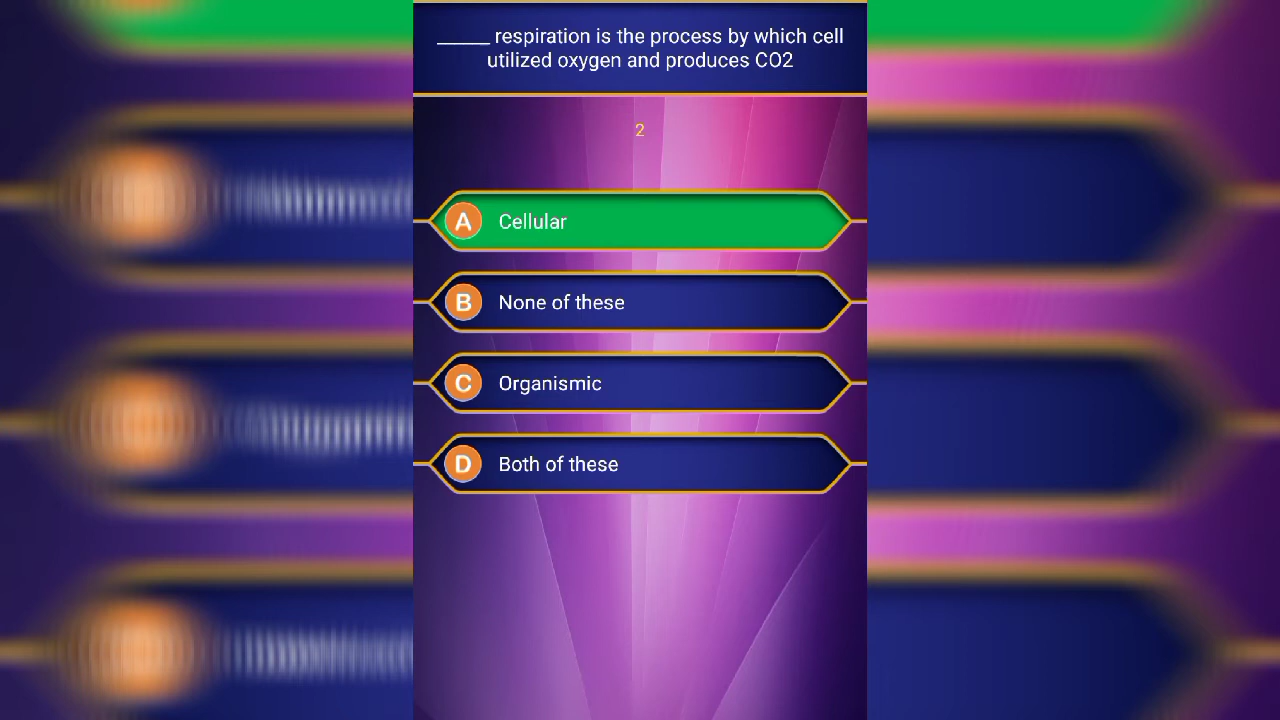 _____ respiration is the process by which cell
utilized oxygen and produces CO2
2
A Cellular
B None of these
C Organismic
D Both of these